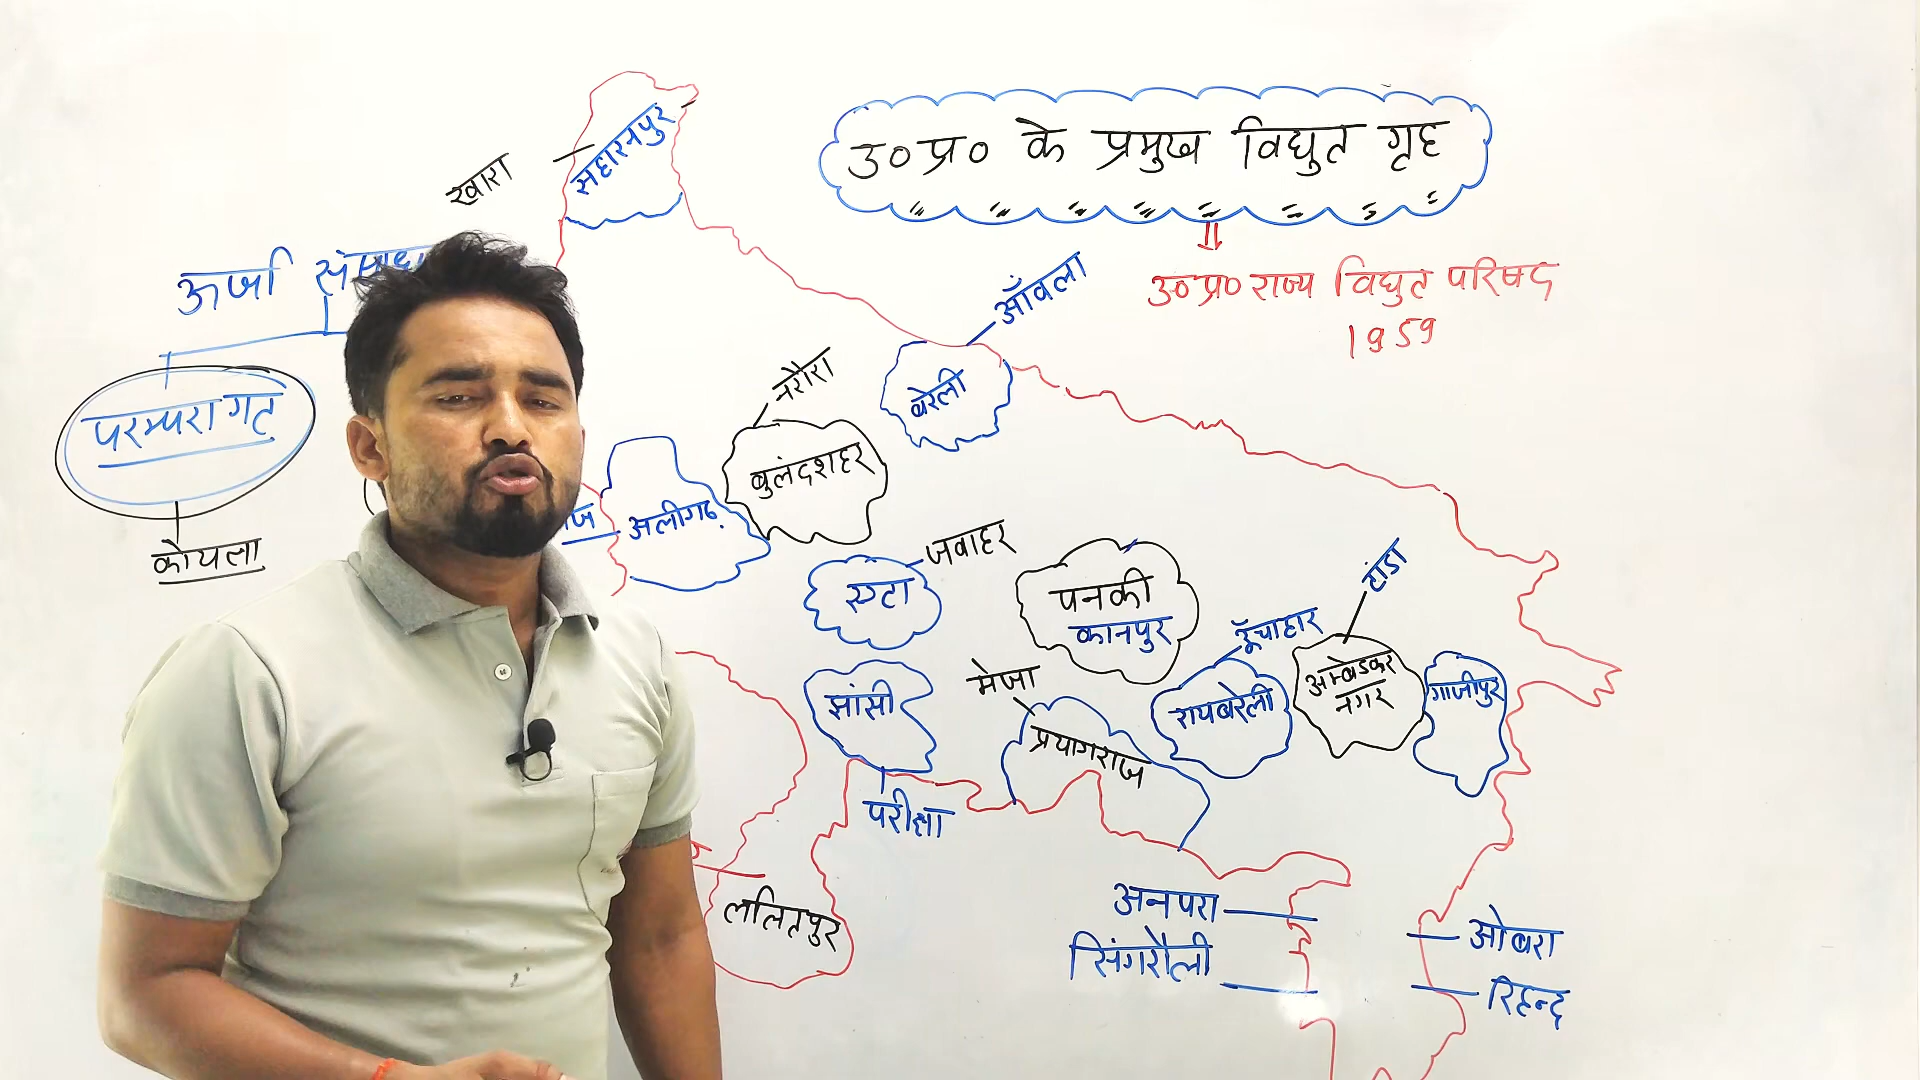 उ०प्र० के प्रमुख विद्युत गृह
उ०प्र० राज्य विद्युत परिषद
1959
खारा
सहारनपुर
ऊर्जा
परम्परागत
कोयला
आँवला
बरेली
नरौरा
बुलंदशहर
अलीगढ़
जवाहर
एटा
पनकी
कानपुर
झांसी
परीक्षा
मेजा
प्रयागराज
ऊँचाहार
रायबरेली
टांडा
अम्बेडकर
नगर
गाजीपुर
ललितपुर
अनपरा
सिंगरौली
ओबरा
रिहन्द